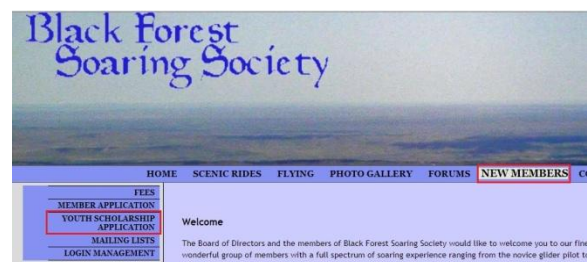 Black Forest
Soaring Society
HOME SCENIC RIDES FLYING PHOTO GALLERY FORUMS NEW MEMBERS
FEES
MEMBER APPLICATION
YOUTH SCHOLARSHIP
APPLICATION
MAILING LISTS
LOGIN MANAGEMENT
Welcome
The Board of Directors and the members of Black Forest Soaring Society would like to welcome you to our
wonderful group of members with a full spectrum of soaring experience ranging from the novice glider pilot